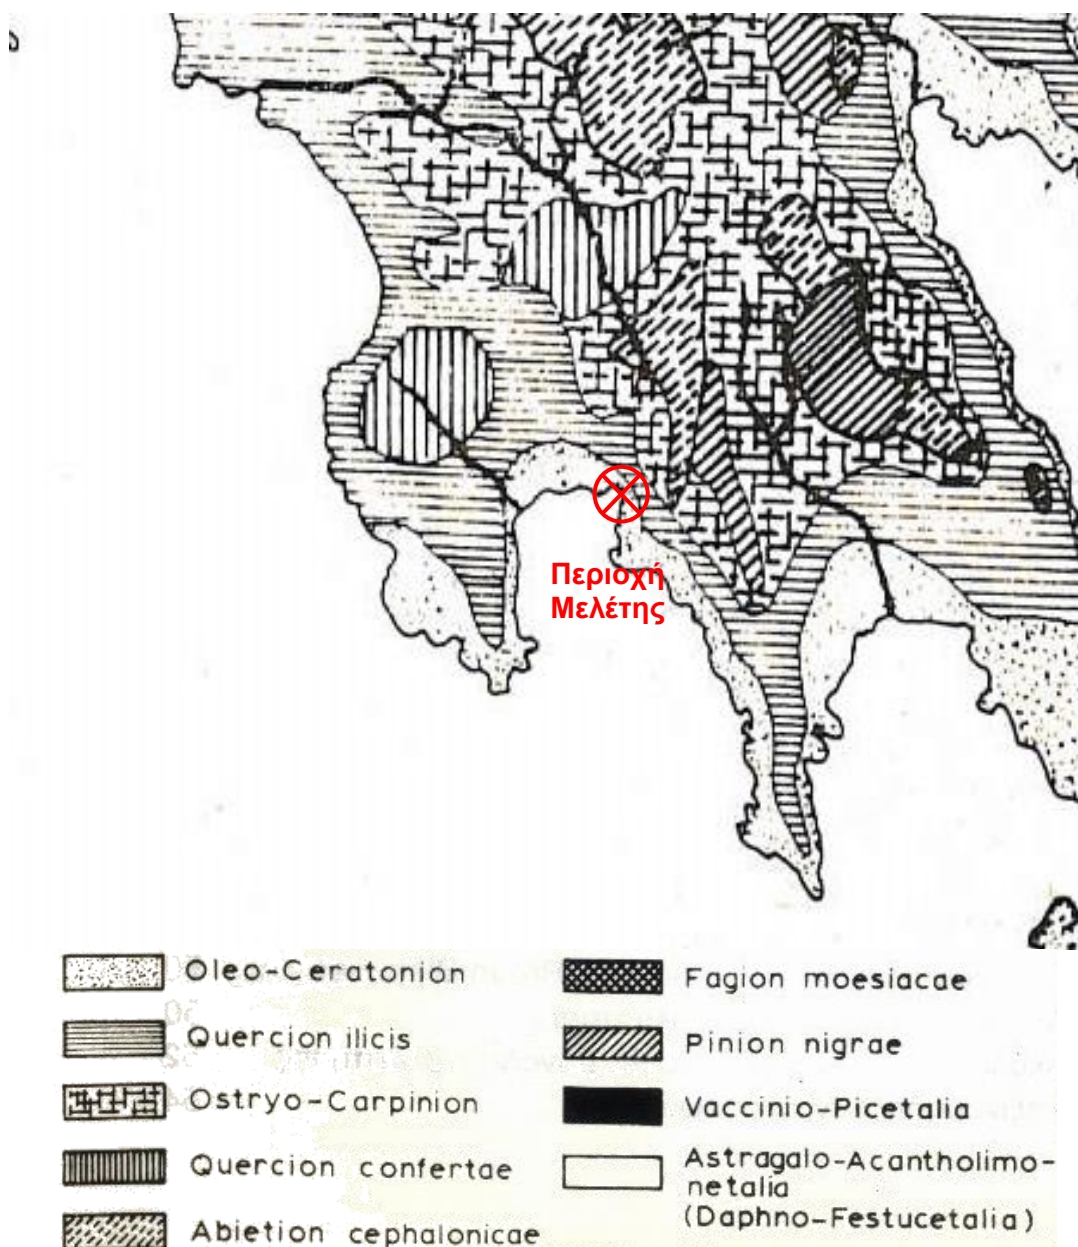 Περιοχή
Μελέτης
Oleo-Ceratonion
Quercion ilicis
Ostryo-Carpinion
Quercion confertae
Abietion cephalonicae
Fagion moesiacae
Pinion nigrae
Vaccinio-Picetalia
Astragalo-Acantholimo-
netalia
(Daphno-Festucetalia)